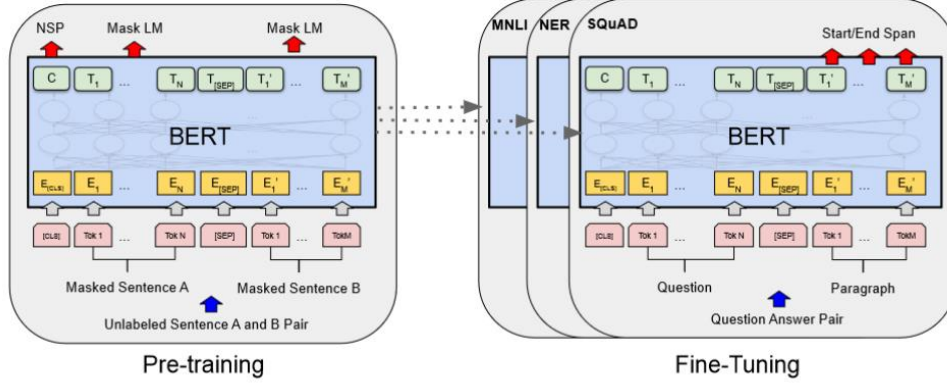 NSP Mask LM Mask LM
C T1 ... TN T[SEP] T1' ... TM'
BERT
E[CLS] E1 ... EN E[SEP] E1' ... EM'
[CLS] Tok 1 ... Tok N [SEP] Tok 1 ... TokM
Masked Sentence A Masked Sentence B
Unlabeled Sentence A and B Pair
Pre-training
MNLI NER SQuAD
Start/End Span
C T1 ... TN T[SEP] T1' ... TM'
BERT
E[CLS] E1 ... EN E[SEP] E1' ... EM'
[CLS] Tok 1 ... Tok N [SEP] Tok 1 ... TokM
Question Paragraph
Question Answer Pair
Fine-Tuning